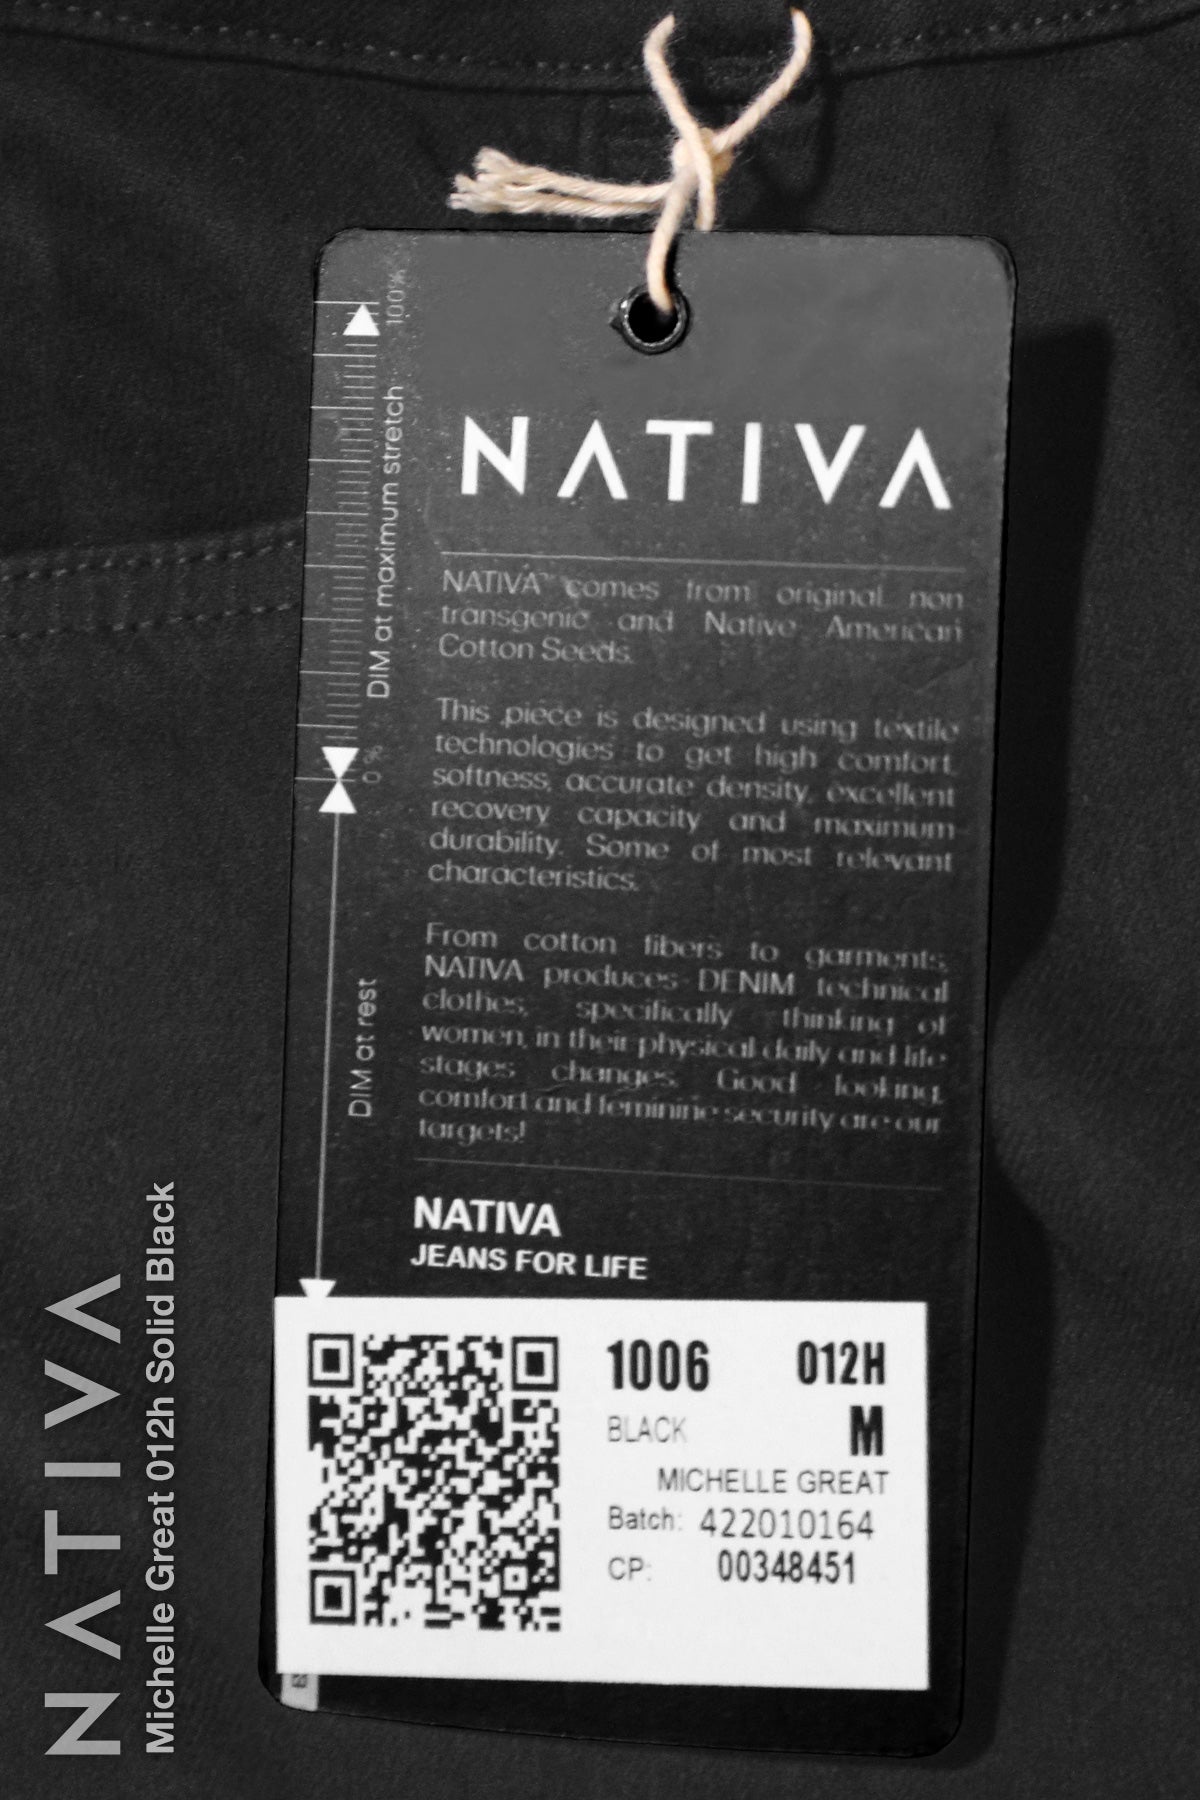 NATIVA
NATIVA™ comes from original non
transgenic and Native American
Cotton Seeds.
This piece is designed using textile
technologies to get high comfort,
softness, accurate density, excellent
recovery capacity and maximum
durability. Some of most relevant
characteristics.
From cotton fibers to garments,
NATIVA produces DENIM technical
clothes, specifically thinking of
women, in their physical daily and life
stages changes. Good looking,
comfort and feminine security are our
targets!
NATIVA
JEANS FOR LIFE
100%
DIM at maximum stretch
0 %
DIM at rest
1006 012H
BLACK M
MICHELLE GREAT
Batch: 422010164
CP: 00348451
NATIVA
Michelle Great 012h Solid Black